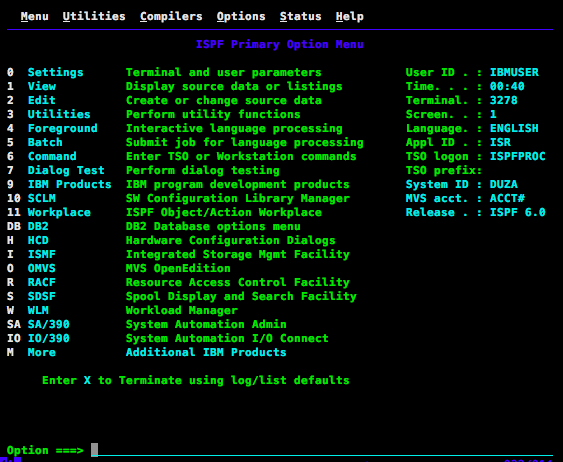 Menu Utilities Compilers Options Status Help
ISPF Primary Option Menu
0 Settings Terminal and user parameters User ID . : IBMUSER
1 View Display source data or listings Time. . . : 00:40
2 Edit Create or change source data Terminal. : 3278
3 Utilities Perform utility functions Screen. . : 1
4 Foreground Interactive language processing Language. : ENGLISH
5 Batch Submit job for language processing Appl ID . : ISR
6 Command Enter TSO or Workstation commands TSO logon : ISPFPROC
7 Dialog Test Perform dialog testing TSO prefix:
9 IBM Products IBM program development products System ID : DUZA
10 SCLM SW Configuration Library Manager MVS acct. : ACCT#
11 Workplace ISPF Object/Action Workplace Release . : ISPF 6.0
DB DB2 DB2 Database options menu
H HCD Hardware Configuration Dialogs
I ISMF Integrated Storage Mgmt Facility
O OMVS MVS OpenEdition
R RACF Resource Access Control Facility
S SDSF Spool Display and Search Facility
W WLM Workload Manager
SA SA/390 System Automation Admin
IO IO/390 System Automation I/O Connect
M More Additional IBM Products
Enter X to Terminate using log/list defaults
Option ===>